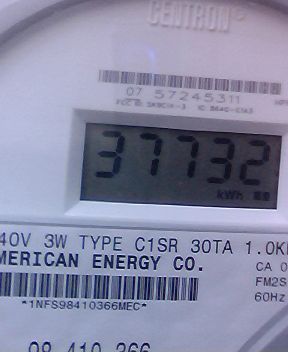 CENTRON®
07 57245311
37732
kWh
40V 3W TYPE C1SR 30TA 1.0K
MERICAN ENERGY CO.
CA 0
FM2S
60Hz
*1NFS98410366MEC*
98 410 366